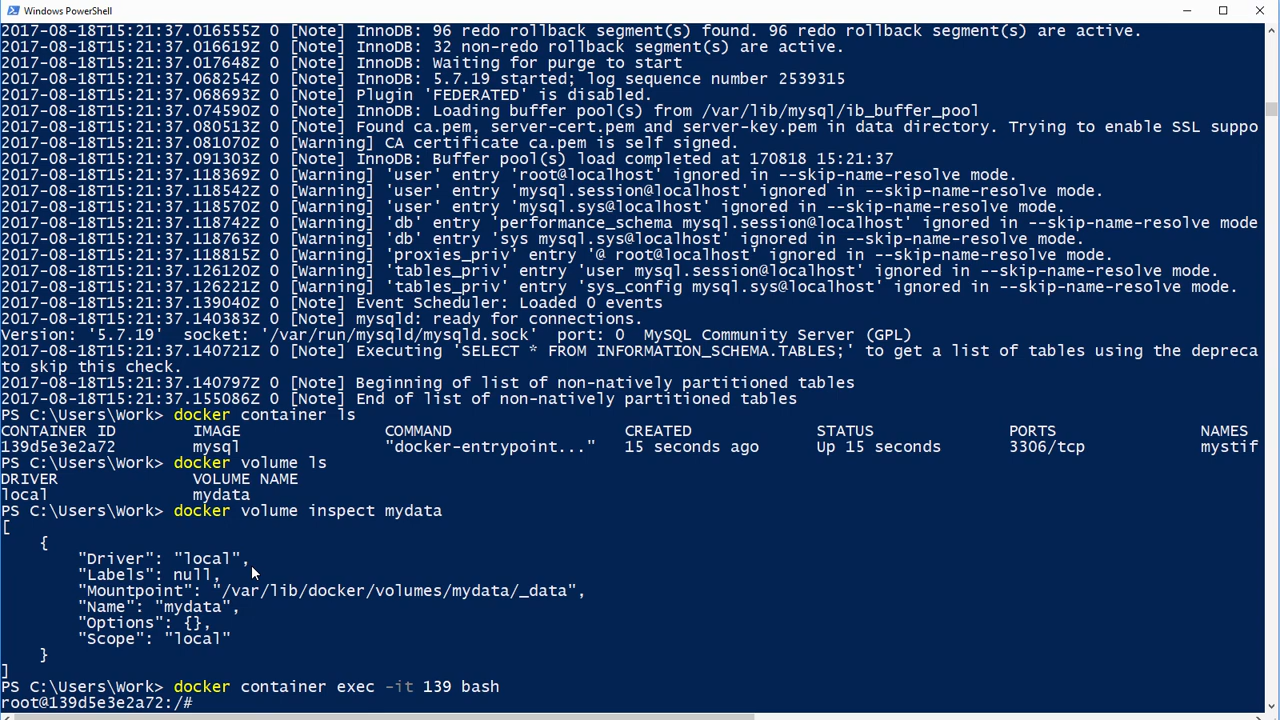 Windows PowerShell
2017-08-18T15:21:37.016555Z 0 [Note] InnoDB: 96 redo rollback segment(s) found. 96 redo rollback segment(s) are active.
2017-08-18T15:21:37.016619Z 0 [Note] InnoDB: 32 non-redo rollback segment(s) are active.
2017-08-18T15:21:37.017648Z 0 [Note] InnoDB: Waiting for purge to start
2017-08-18T15:21:37.068254Z 0 [Note] InnoDB: 5.7.19 started; log sequence number 2539315
2017-08-18T15:21:37.068693Z 0 [Note] Plugin 'FEDERATED' is disabled.
2017-08-18T15:21:37.074590Z 0 [Note] InnoDB: Loading buffer pool(s) from /var/lib/mysql/ib_buffer_pool
2017-08-18T15:21:37.080513Z 0 [Note] Found ca.pem, server-cert.pem and server-key.pem in data directory. Trying to enable SSL suppo
2017-08-18T15:21:37.081070Z 0 [Warning] CA certificate ca.pem is self signed.
2017-08-18T15:21:37.091303Z 0 [Note] InnoDB: Buffer pool(s) load completed at 170818 15:21:37
2017-08-18T15:21:37.118369Z 0 [Warning] 'user' entry 'root@localhost' ignored in --skip-name-resolve mode.
2017-08-18T15:21:37.118542Z 0 [Warning] 'user' entry 'mysql.session@localhost' ignored in --skip-name-resolve mode.
2017-08-18T15:21:37.118570Z 0 [Warning] 'user' entry 'mysql.sys@localhost' ignored in --skip-name-resolve mode.
2017-08-18T15:21:37.118742Z 0 [Warning] 'db' entry 'performance_schema mysql.session@localhost' ignored in --skip-name-resolve mode
2017-08-18T15:21:37.118763Z 0 [Warning] 'db' entry 'sys mysql.sys@localhost' ignored in --skip-name-resolve mode.
2017-08-18T15:21:37.118815Z 0 [Warning] 'proxies_priv' entry '@ root@localhost' ignored in --skip-name-resolve mode.
2017-08-18T15:21:37.126120Z 0 [Warning] 'tables_priv' entry 'user mysql.session@localhost' ignored in --skip-name-resolve mode.
2017-08-18T15:21:37.126221Z 0 [Warning] 'tables_priv' entry 'sys_config mysql.sys@localhost' ignored in --skip-name-resolve mode.
2017-08-18T15:21:37.139040Z 0 [Note] Event Scheduler: Loaded 0 events
2017-08-18T15:21:37.140383Z 0 [Note] mysqld: ready for connections.
Version: '5.7.19'  socket: '/var/run/mysqld/mysqld.sock'  port: 0  MySQL Community Server (GPL)
2017-08-18T15:21:37.140721Z 0 [Note] Executing 'SELECT * FROM INFORMATION_SCHEMA.TABLES;' to get a list of tables using the depreca
to skip this check.
2017-08-18T15:21:37.140797Z 0 [Note] Beginning of list of non-natively partitioned tables
2017-08-18T15:21:37.155086Z 0 [Note] End of list of non-natively partitioned tables
PS C:\Users\Work> docker container ls
CONTAINER ID        IMAGE               COMMAND                  CREATED             STATUS              PORTS               NAMES
139d5e3e2a72        mysql               "docker-entrypoint..."   15 seconds ago      Up 15 seconds       3306/tcp            mystif
PS C:\Users\Work> docker volume ls
DRIVER              VOLUME NAME
local               mydata
PS C:\Users\Work> docker volume inspect mydata
[
    {
        "Driver": "local",
        "Labels": null,
        "Mountpoint": "/var/lib/docker/volumes/mydata/_data",
        "Name": "mydata",
        "Options": {},
        "Scope": "local"
    }
]
PS C:\Users\Work> docker container exec -it 139 bash
root@139d5e3e2a72:/#